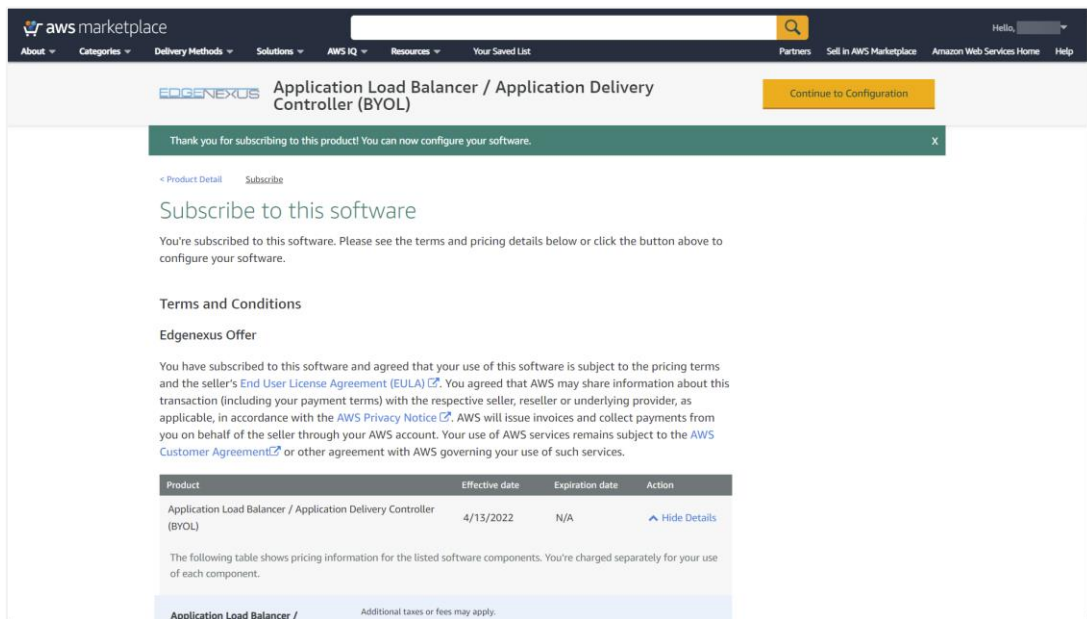 aws marketplace
Hello,
About Categories Delivery Methods Solutions AWS IQ Resources Your Saved List Partners Sell in AWS Marketplace Amazon Web Services Home Help
EDGENEXUS
Application Load Balancer / Application Delivery
Controller (BYOL)
Continue to Configuration
Thank you for subscribing to this product! You can now configure your software. X
< Product Detail Subscribe
Subscribe to this software
You're subscribed to this software. Please see the terms and pricing details below or click the button above to
configure your software.
Terms and Conditions
Edgenexus Offer
You have subscribed to this software and agreed that your use of this software is subject to the pricing terms
and the seller's End User License Agreement (EULA). You agreed that AWS may share information about this
transaction (including your payment terms) with the respective seller, reseller or underlying provider, as
applicable, in accordance with the AWS Privacy Notice. AWS will issue invoices and collect payments from
you on behalf of the seller through your AWS account. Your use of AWS services remains subject to the AWS
Customer Agreement or other agreement with AWS governing your use of such services.
Product Effective date Expiration date Action
Application Load Balancer / Application Delivery Controller
(BYOL)
4/13/2022 N/A Hide Details
The following table shows pricing information for the listed software components. You're charged separately for your use
of each component.
Application Load Balancer /
Additional taxes or fees may apply.